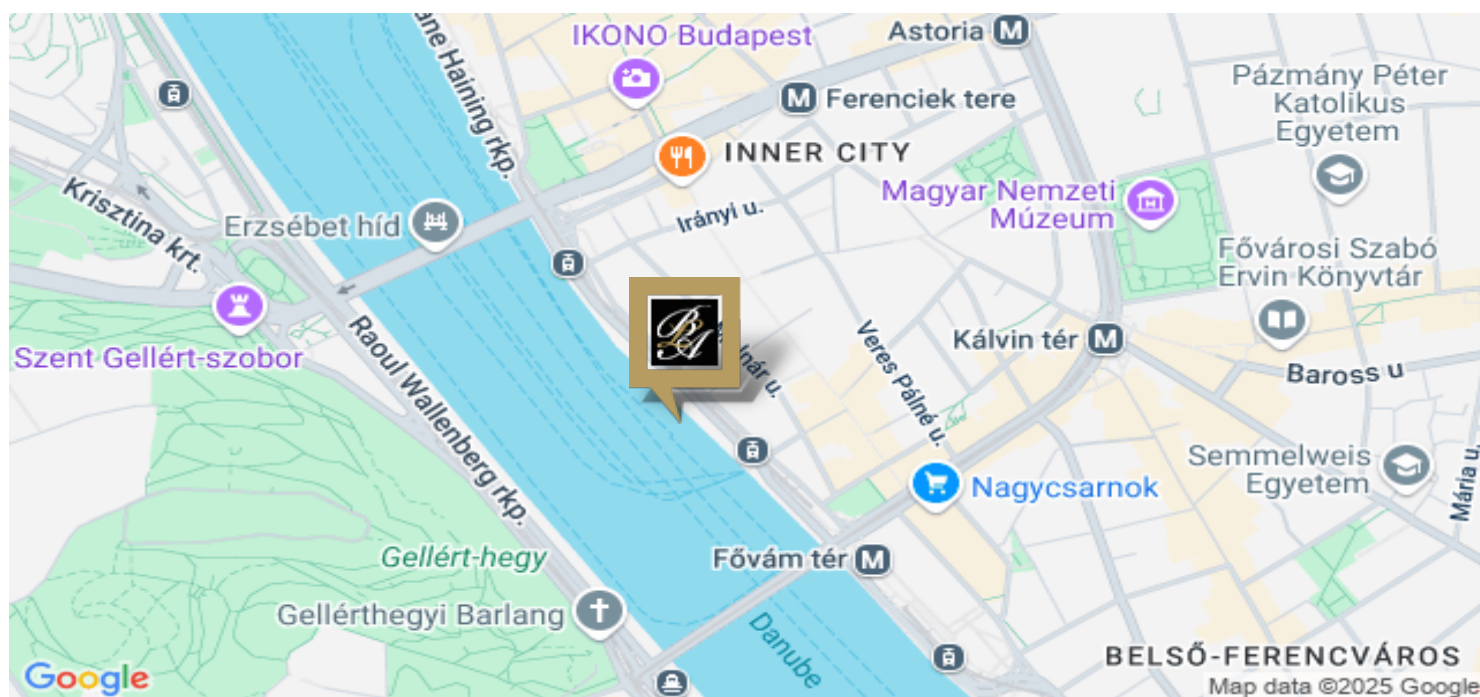 ane Haining rkp.
IKONO Budapest
Astoria M
M Ferenciek tere
Pázmány Péter
Katolikus
Egyetem
INNER CITY
Krisztina krt.
Erzsébet híd
Irányi u.
Magyar Nemzeti
Múzeum
Fővárosi Szabó
Ervin Könyvtár
Szent Gellért-szobor
Raoul Wallenberg rkp.
nár u.
Veres Pálné u.
Kálvin tér M
Baross u
Semmelweis
Egyetem
Mária u.
Nagycsarnok
Gellért-hegy
Fővám tér M
Gellérthegyi Barlang
Danube
BELSŐ-FERENCVÁROS
Google
Map data ©2025 Google